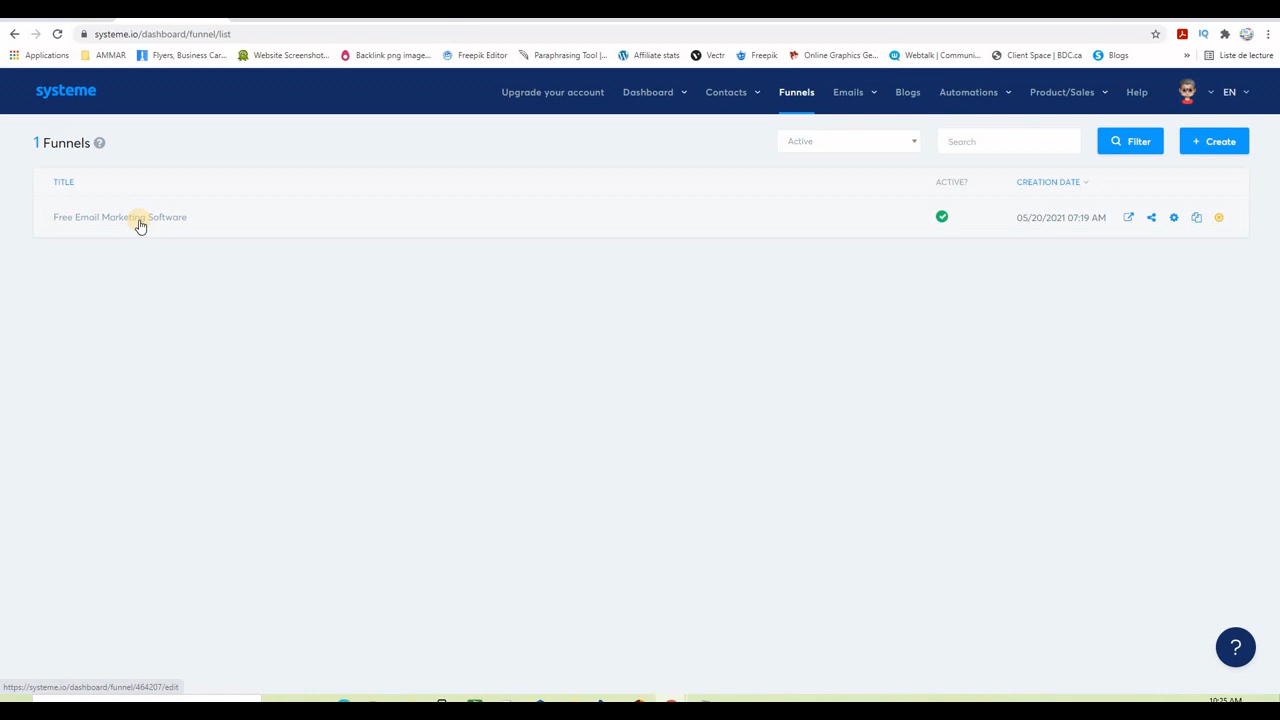 systeme.io/dashboard/funnel/list
Applications AMMAR Flyers, Business Car... Website Screenshot... Backlink png image... Freepik Editor Paraphrasing Tool |... Affiliate stats Vectr Freepik Online Graphics Ge... Webtalk | Communi... Client Space | BDC.ca Blogs » Liste de lecture
systeme Upgrade your account Dashboard Contacts Funnels Emails Blogs Automations Product/Sales Help EN
1 Funnels ? Active Search Filter + Create
TITLE ACTIVE? CREATION DATE
Free Email Marketing Software 05/20/2021 07:19 AM
?
https://systeme.io/dashboard/funnel/464207/edit
10:25 AM